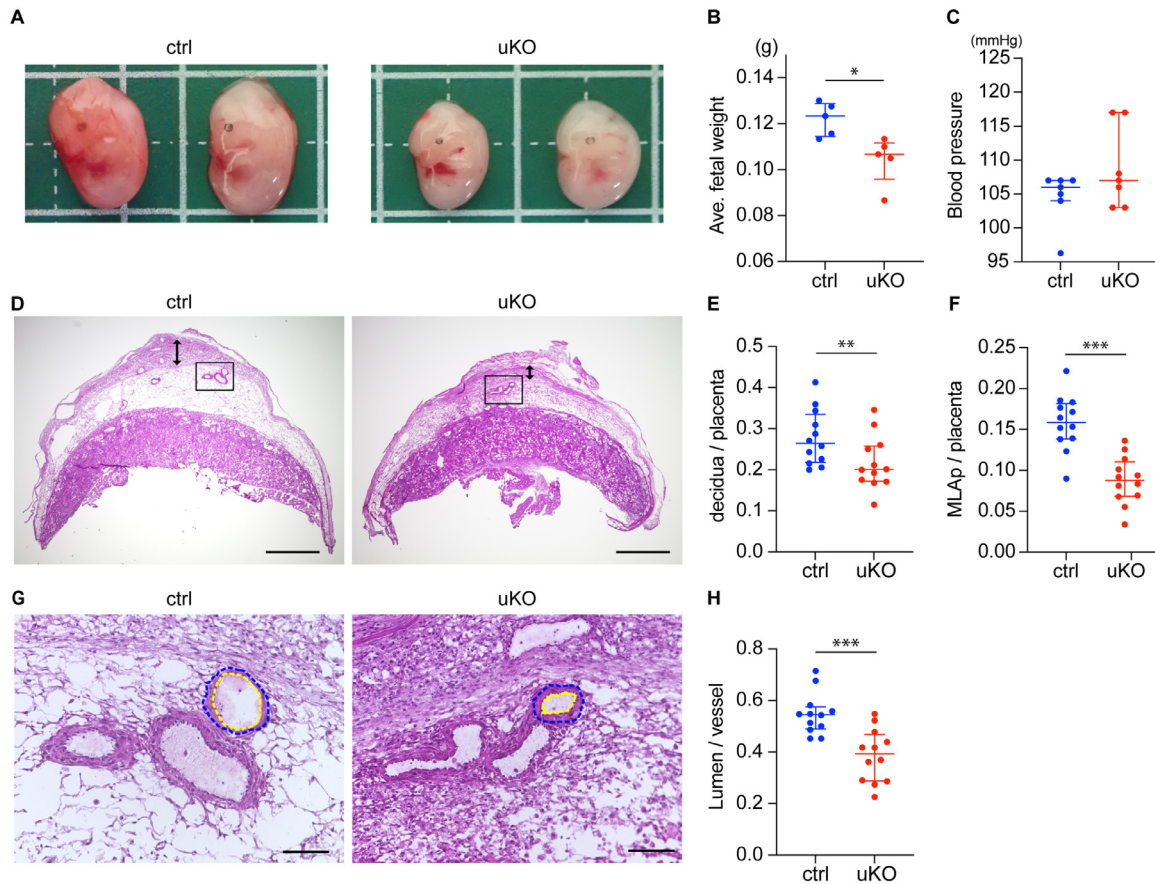 A
ctrl
uKO
B
(g)
Ave. fetal weight
0.14
0.12
0.10
0.08
0.06
*
ctrl
uKO
C
(mmHg)
Blood pressure
120
115
110
105
100
95
ctrl
uKO
D
ctrl
uKO
E
decidua / placenta
0.5
0.4
0.3
0.2
0.1
0.0
**
ctrl
uKO
F
MLAp / placenta
0.25
0.20
0.15
0.10
0.05
0.00
***
ctrl
uKO
G
ctrl
uKO
H
Lumen / vessel
0.8
0.6
0.4
0.2
0.0
***
ctrl
uKO